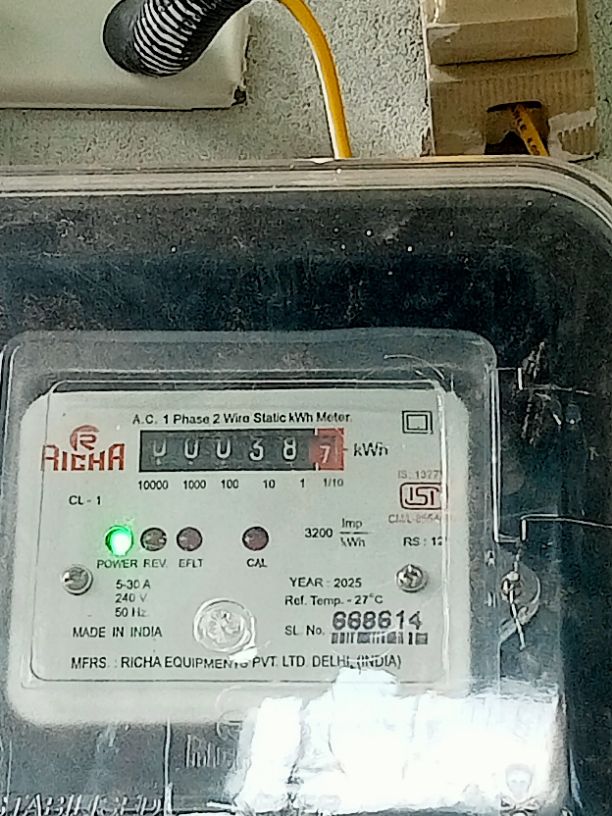 A.C. 1 Phase 2 Wire Static kWh Meter.
RICHA
00038 7 kWh
10000 1000 100 10 1 1/10
CL - 1
ISI
3200 Imp/kWh
POWER REV. EFLT CAL
5-30 A
240 V.
50 Hz.
YEAR : 2025
Ref. Temp. - 27°C
MADE IN INDIA
SL. No. 668614
MFRS. : RICHA EQUIPMENTS PVT. LTD. DELHI, (INDIA)